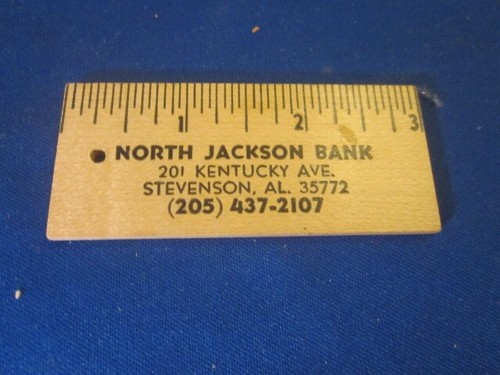 1 2 3
NORTH JACKSON BANK
201 KENTUCKY AVE.
STEVENSON, AL. 35772
(205) 437-2107